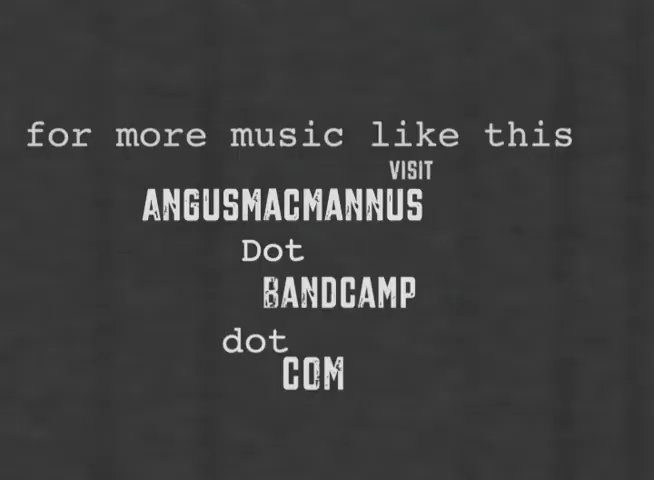 for more music like this
VISIT
ANGUSMACMANNUS
Dot
BANDCAMP
dot
COM